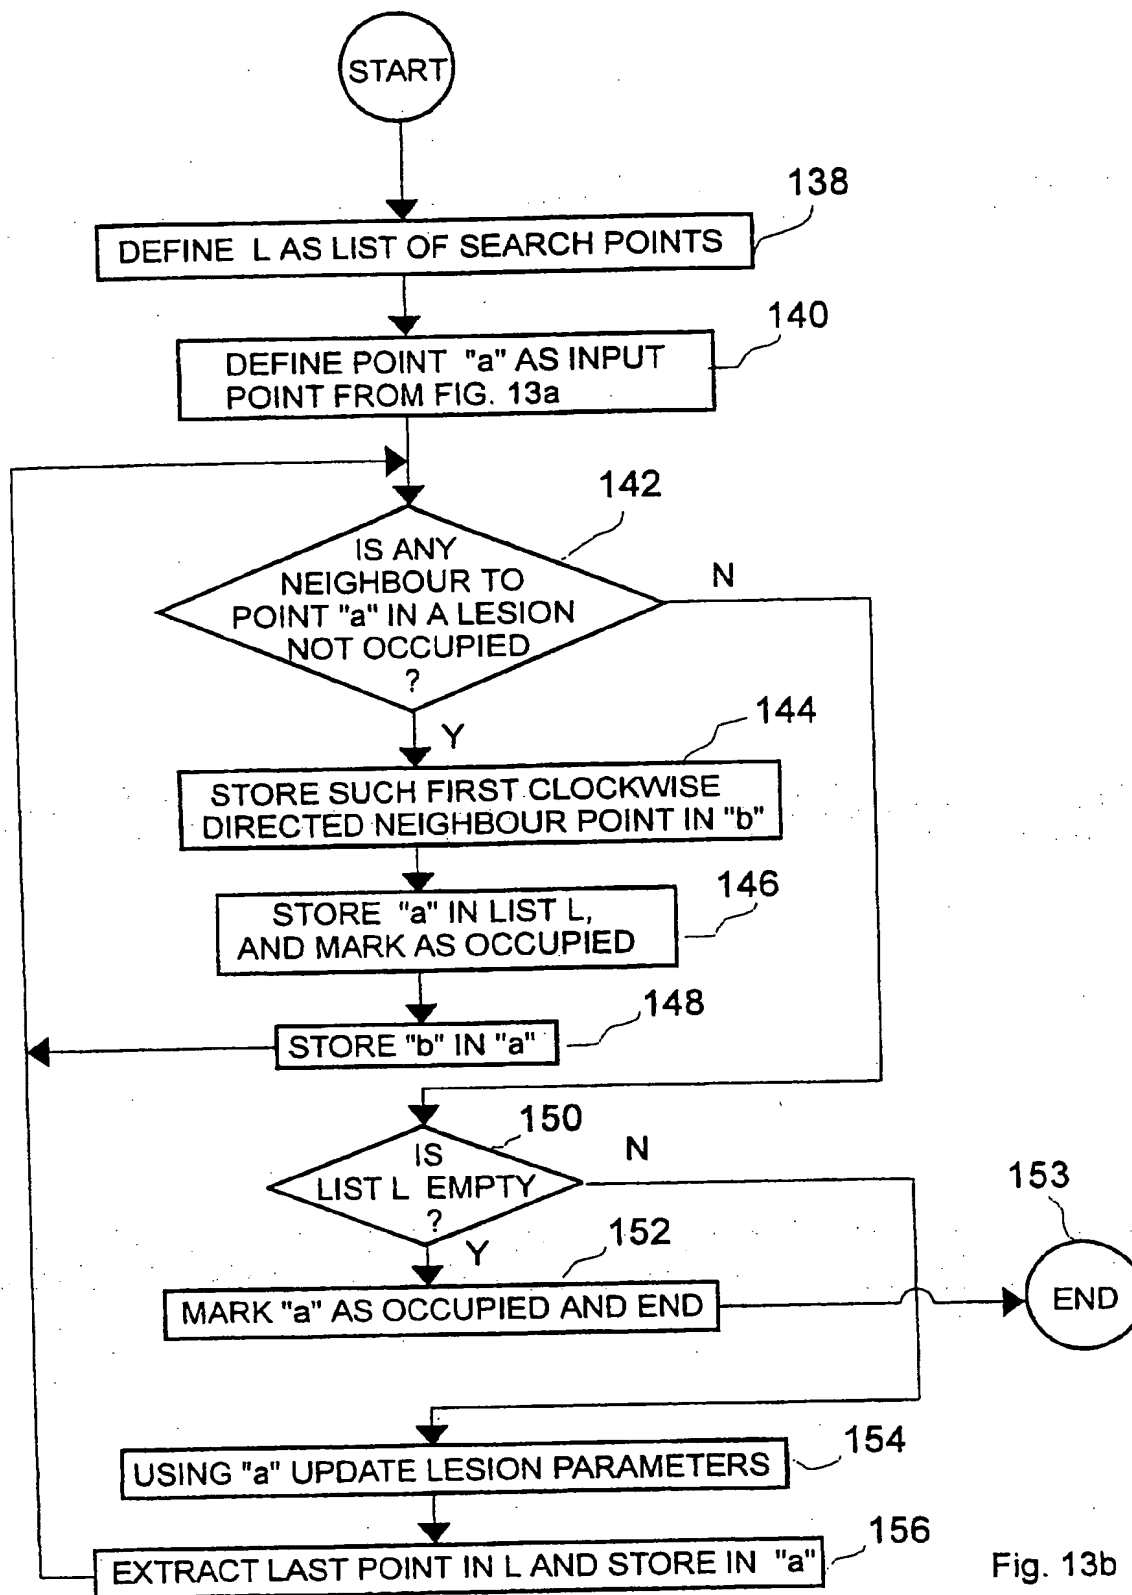 START
138
DEFINE L AS LIST OF SEARCH POINTS
140
DEFINE POINT "a" AS INPUT
POINT FROM FIG. 13a
142
IS ANY
NEIGHBOUR TO
POINT "a" IN A LESION
NOT OCCUPIED
?
N
Y
144
STORE SUCH FIRST CLOCKWISE
DIRECTED NEIGHBOUR POINT IN "b"
146
STORE "a" IN LIST L,
AND MARK AS OCCUPIED
148
STORE "b" IN "a"
150
IS
LIST L EMPTY
?
N
Y
152
MARK "a" AS OCCUPIED AND END
153
END
154
USING "a" UPDATE LESION PARAMETERS
156
EXTRACT LAST POINT IN L AND STORE IN "a"
Fig. 13b